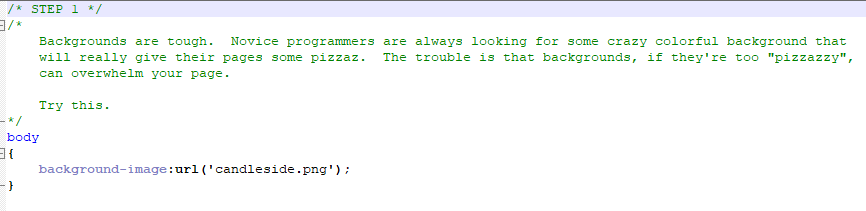 /* STEP 1 */
/*
Backgrounds are tough.  Novice programmers are always looking for some crazy colorful background that
will really give their pages some pizzaz.  The trouble is that backgrounds, if they're too "pizzazzy",
can overwhelm your page.
Try this.
*/
body
{
background-image:url('candleside.png');
}